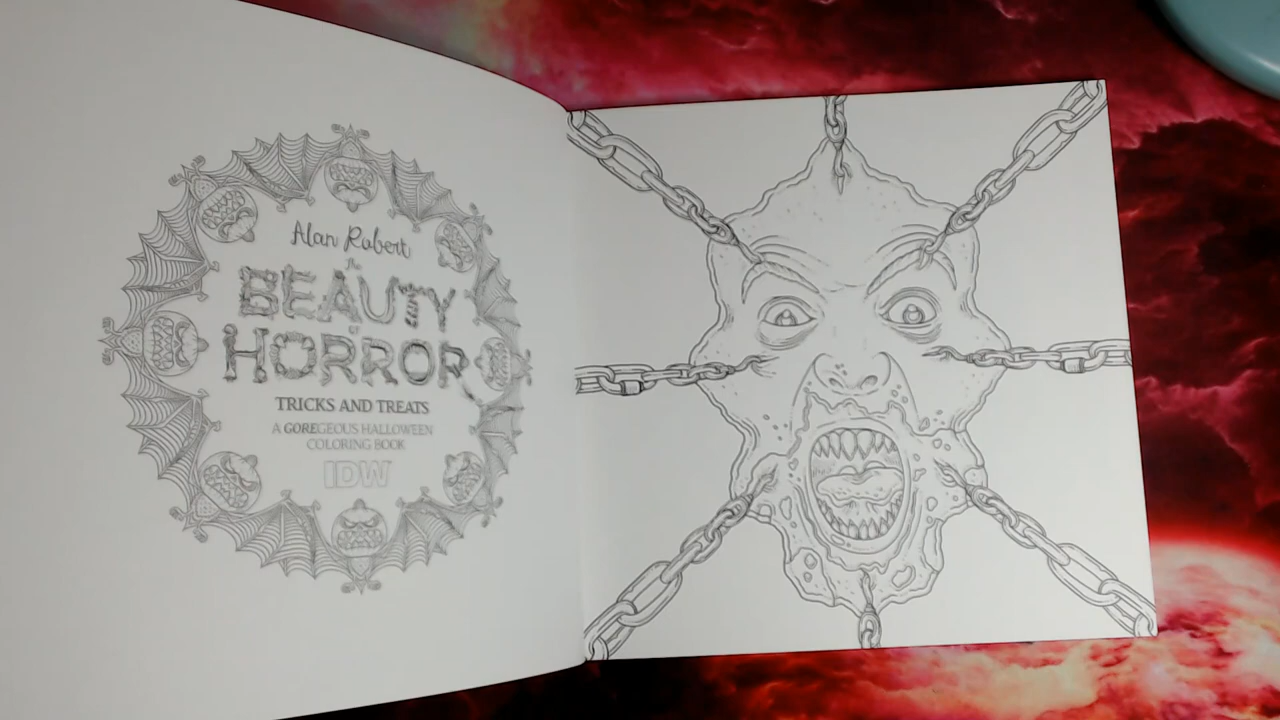 Alan Robert
the
BEAUTY
OF
HORROR
TRICKS AND TREATS
A GOREGEOUS HALLOWEEN
COLORING BOOK
IDW